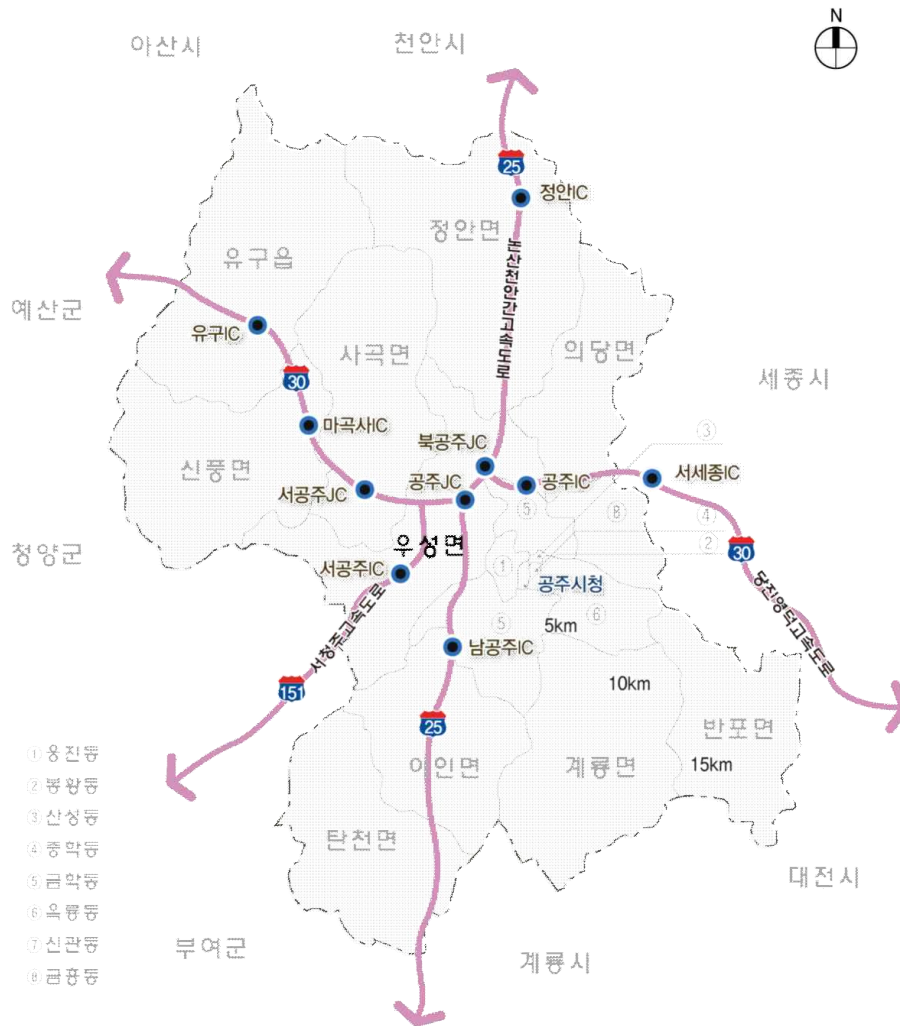 N
아산시
천안시
25
정안IC
정안면
유구읍
논산천안간고속도로
예산군
유구IC
사곡면
의당면
세종시
30
마곡사IC
③
신풍면
북공주JC
서공주JC
공주JC
공주IC
서세종IC
⑤
⑧
④
청양군
우성면
②
30
서공주IC
①
공주시청
당진영덕고속도로
서청주고속도로
⑤
5km
⑥
남공주IC
10km
151
25
반포면
이인면
계룡면
15km
① 웅진동
② 봉황동
③ 산성동
④ 중학동
⑤ 금학동
⑥ 옥룡동
⑦ 신관동
⑧ 금흥동
탄천면
대전시
부여군
계룡시